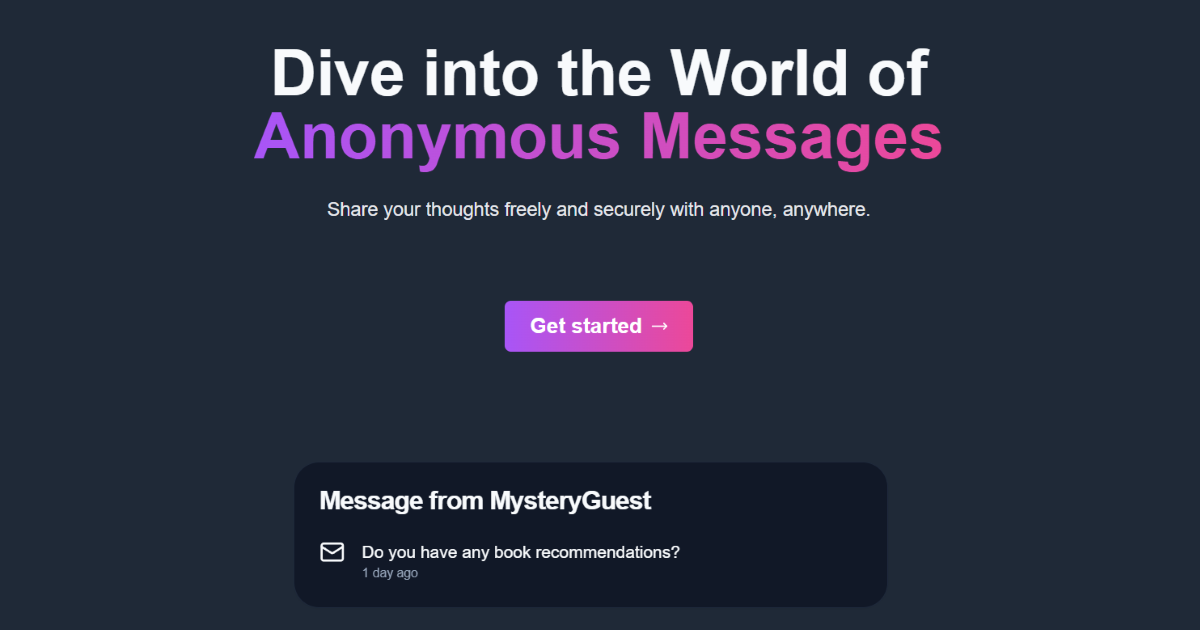 Dive into the World of
Anonymous Messages
Share your thoughts freely and securely with anyone, anywhere.
Get started →
Message from MysteryGuest
Do you have any book recommendations?
1 day ago